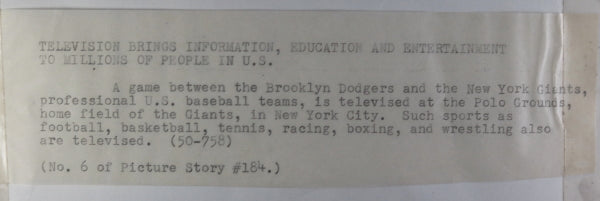 TELEVISION BRINGS INFORMATION, EDUCATION AND ENTERTAINMENT
TO MILLIONS OF PEOPLE IN U.S.
A game between the Brooklyn Dodgers and the New York Giants,
professional U.S. baseball teams, is televised at the Polo Grounds,
home field of the Giants, in New York City. Such sports as
football, basketball, tennis, racing, boxing, and wrestling also
are televised. (50-758)
(No. 6 of Picture Story #184.)